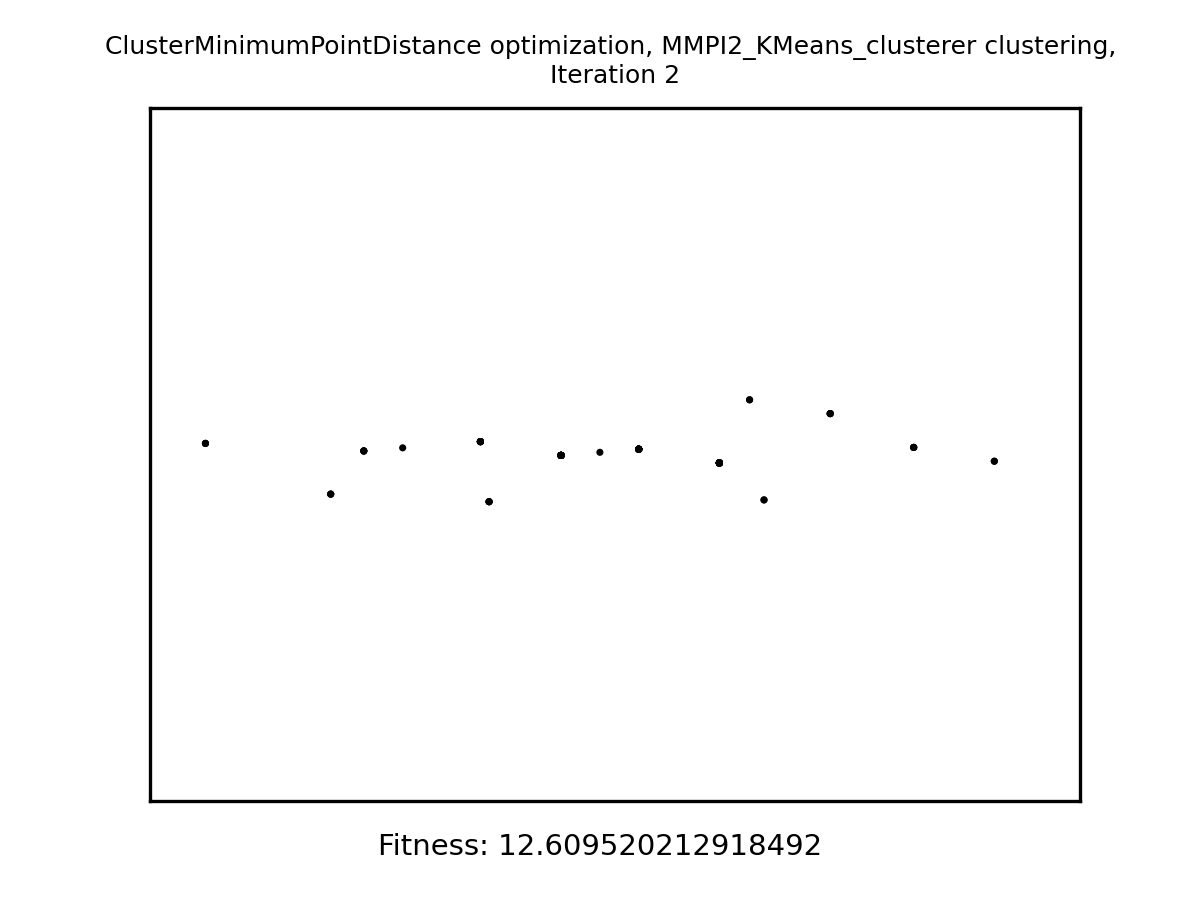 ClusterMinimumPointDistance optimization, MMPI2_KMeans_clusterer clustering,
Iteration 2
Fitness: 12.609520212918492